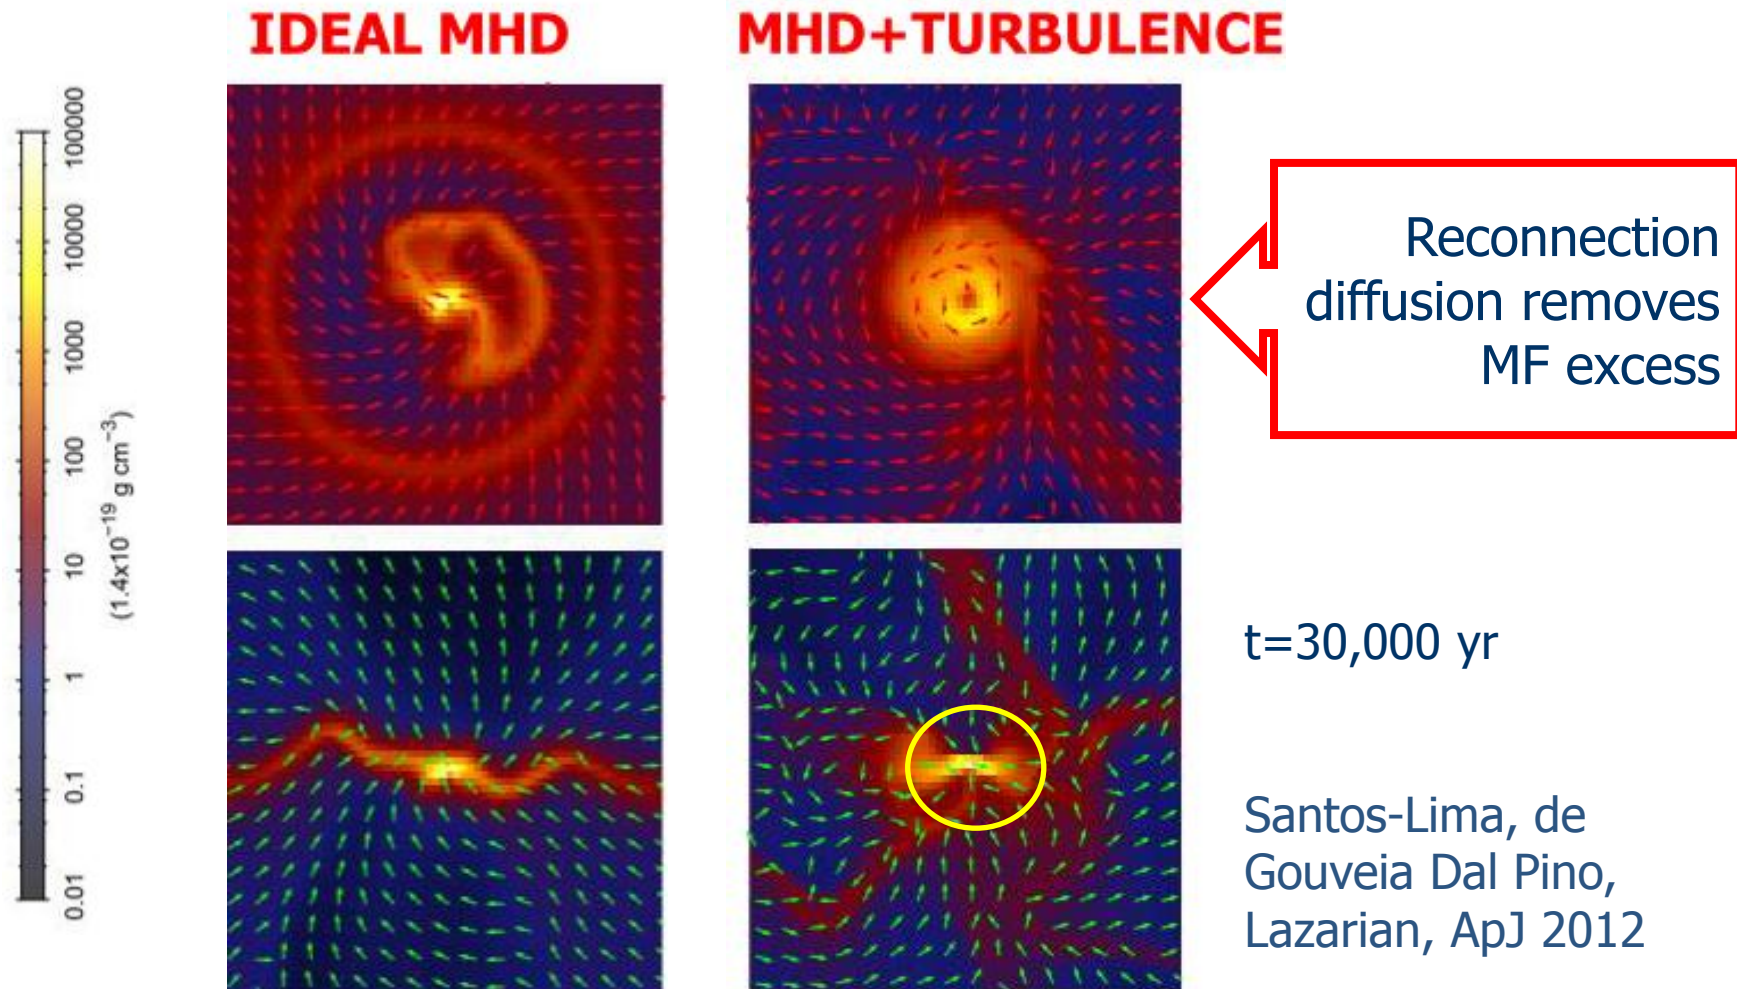 IDEAL MHD
MHD+TURBULENCE
100000
10000
1000
100
10
1
0.1
0.01
(1.4x10⁻¹⁹ g cm⁻³)
Reconnection
diffusion removes
MF excess
t=30,000 yr
Santos-Lima, de
Gouveia Dal Pino,
Lazarian, ApJ 2012